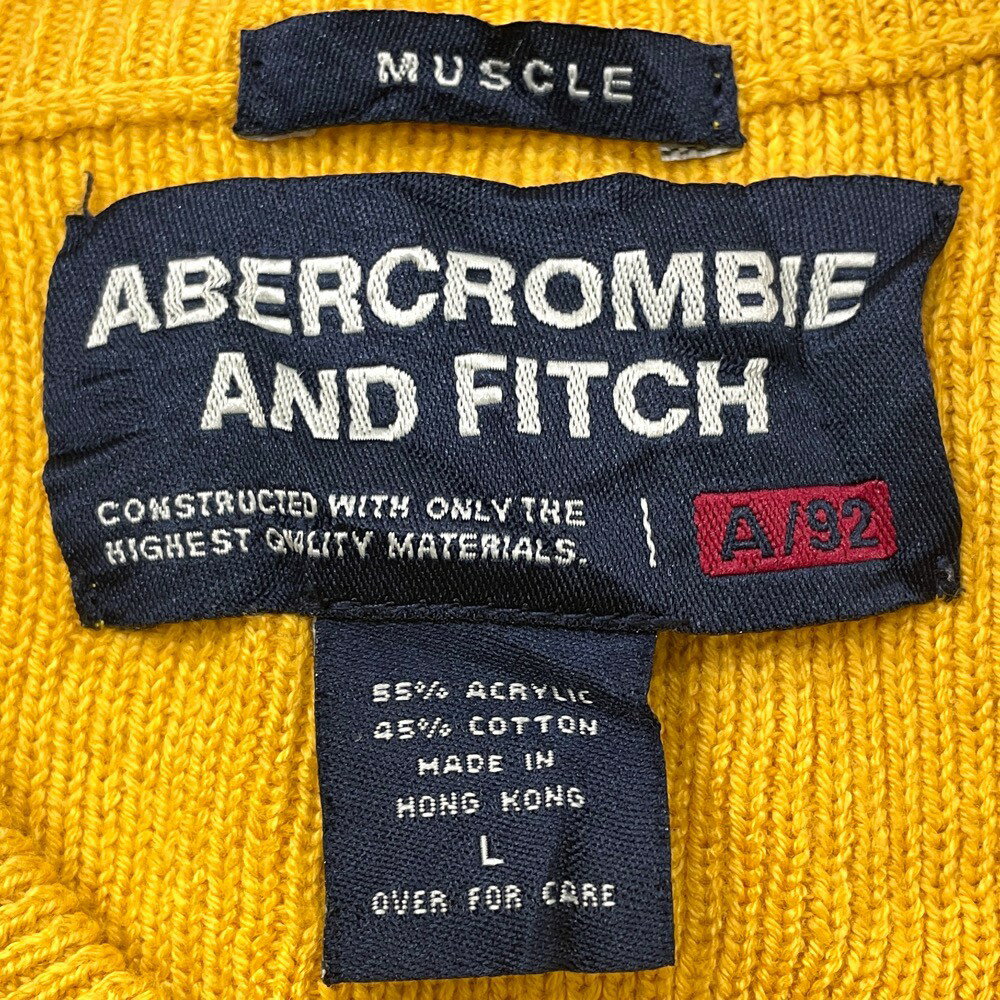 MUSCLE
ABERCROMBIE
AND FITCH
CONSTRUCTED WITH ONLY THE
HIGHEST QUALITY MATERIALS.
A/92
55% ACRYLIC
45% COTTON
MADE IN
HONG KONG
L
OVER FOR CARE